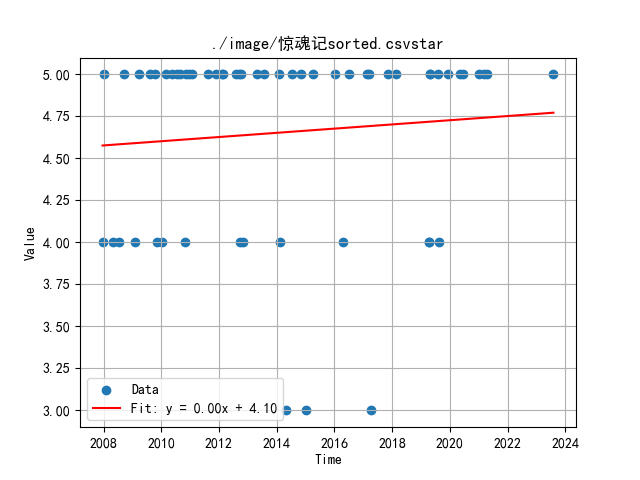 ./image/惊魂记sorted.csvstar
5.00
4.75
4.50
4.25
4.00
3.75
3.50
3.25
3.00
Value
Data
Fit: y = 0.00x + 4.10
2008 2010 2012 2014 2016 2018 2020 2022 2024
Time